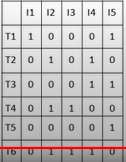 I1 I2 I3 I4 I5
T1 1 0 0 0 1
T2 0 1 0 1 0
T3 0 0 0 1 1
T4 0 1 1 0 0
T5 0 0 0 0 1
T6 0 1 1 1 0